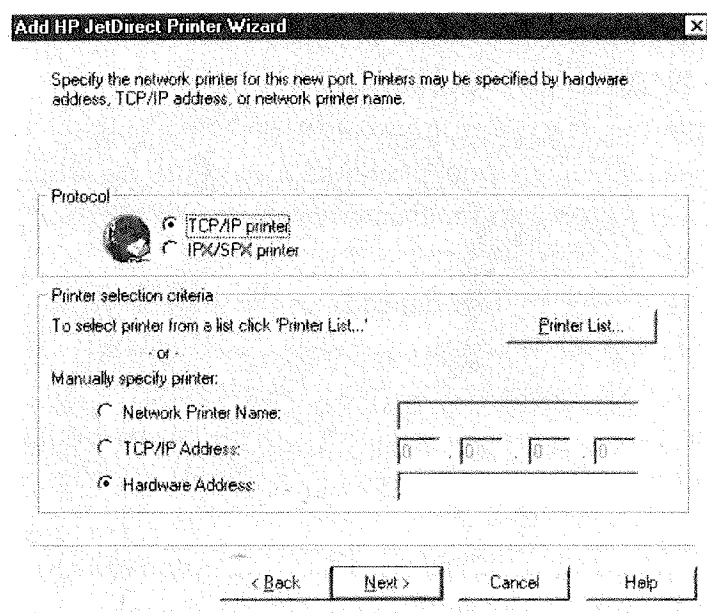 Add HP JetDirect Printer Wizard
Specify the network printer for this new port. Printers may be specified by hardware
address, TCP/IP address, or network printer name.
Protocol
TCP/IP printer
IPX/SPX printer
Printer selection criteria
To select printer from a list click 'Printer List...'
Printer List...
- or -
Manually specify printer:
Network Printer Name:
TCP/IP Address:
0 . 0 . 0 . 0
Hardware Address:
< Back
Next >
Cancel
Help